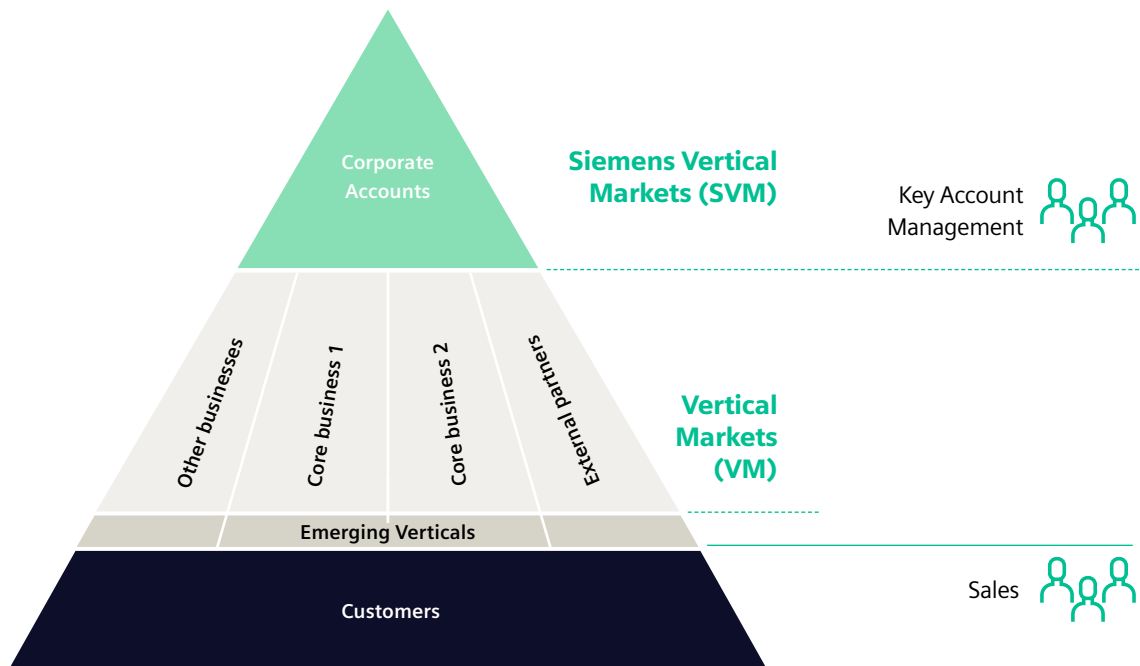 Corporate
Accounts
Siemens Vertical
Markets (SVM)
Key Account
Management
Other businesses
Core business 1
Core business 2
External partners
Vertical
Markets
(VM)
Emerging Verticals
Customers
Sales